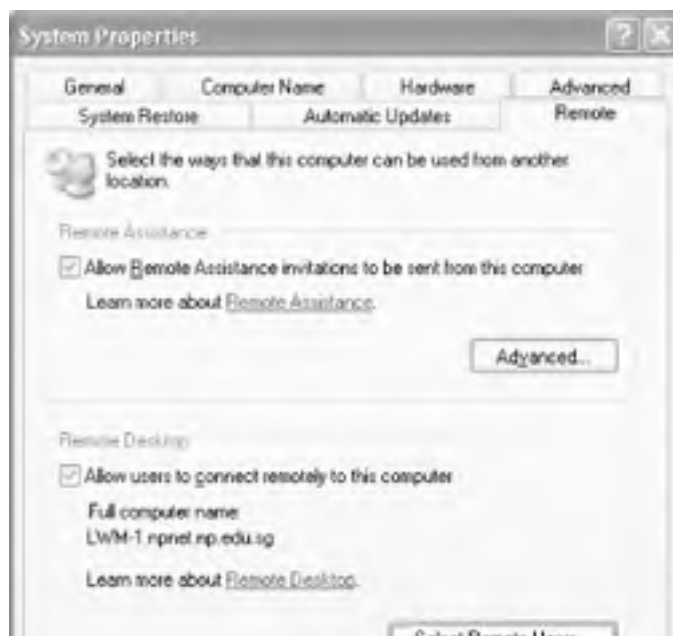 System Properties
General Computer Name Hardware Advanced
System Restore Automatic Updates Remote
Select the ways that this computer can be used from another
location.
Remote Assistance
Allow Remote Assistance invitations to be sent from this computer
Learn more about Remote Assistance.
Advanced...
Remote Desktop
Allow users to connect remotely to this computer
Full computer name:
LWM-1.npnet.np.edu.sg
Learn more about Remote Desktop.
Select Remote Users...